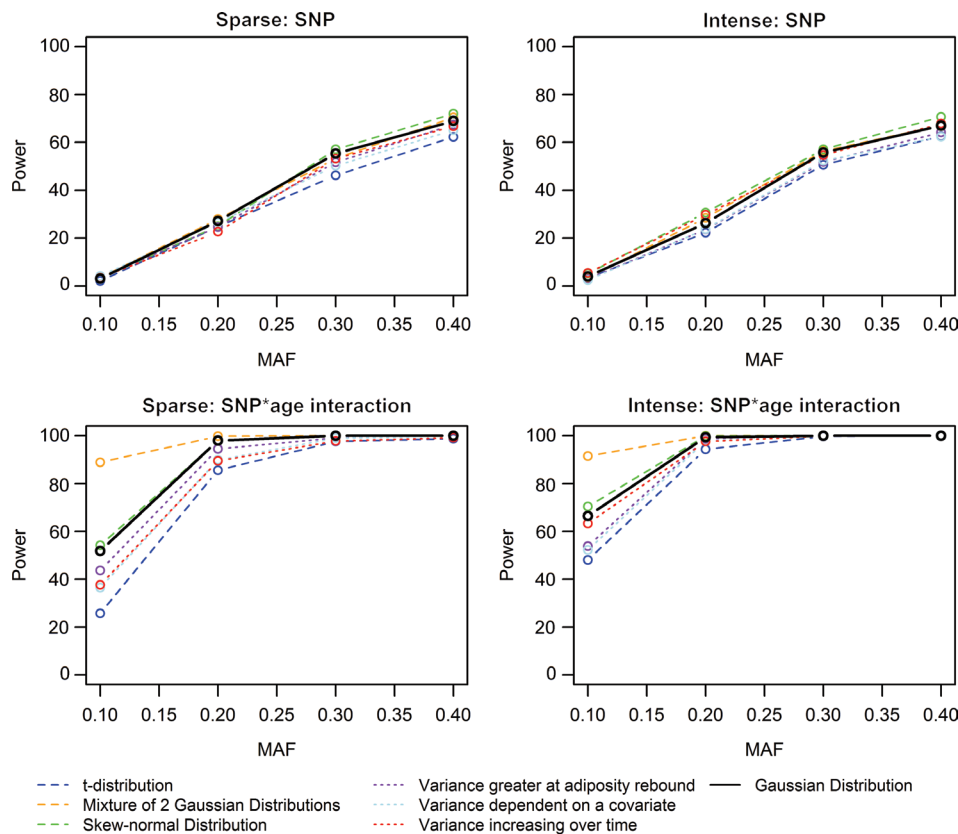 Sparse: SNP
Intense: SNP
100
80
60
40
20
0
Power
0.10 0.15 0.20 0.25 0.30 0.35 0.40
MAF
100
80
60
40
20
0
Power
0.10 0.15 0.20 0.25 0.30 0.35 0.40
MAF
Sparse: SNP*age interaction
Intense: SNP*age interaction
100
80
60
40
20
0
Power
0.10 0.15 0.20 0.25 0.30 0.35 0.40
MAF
100
80
60
40
20
0
Power
0.10 0.15 0.20 0.25 0.30 0.35 0.40
MAF
t-distribution
Mixture of 2 Gaussian Distributions
Skew-normal Distribution
Variance greater at adiposity rebound
Variance dependent on a covariate
Variance increasing over time
Gaussian Distribution